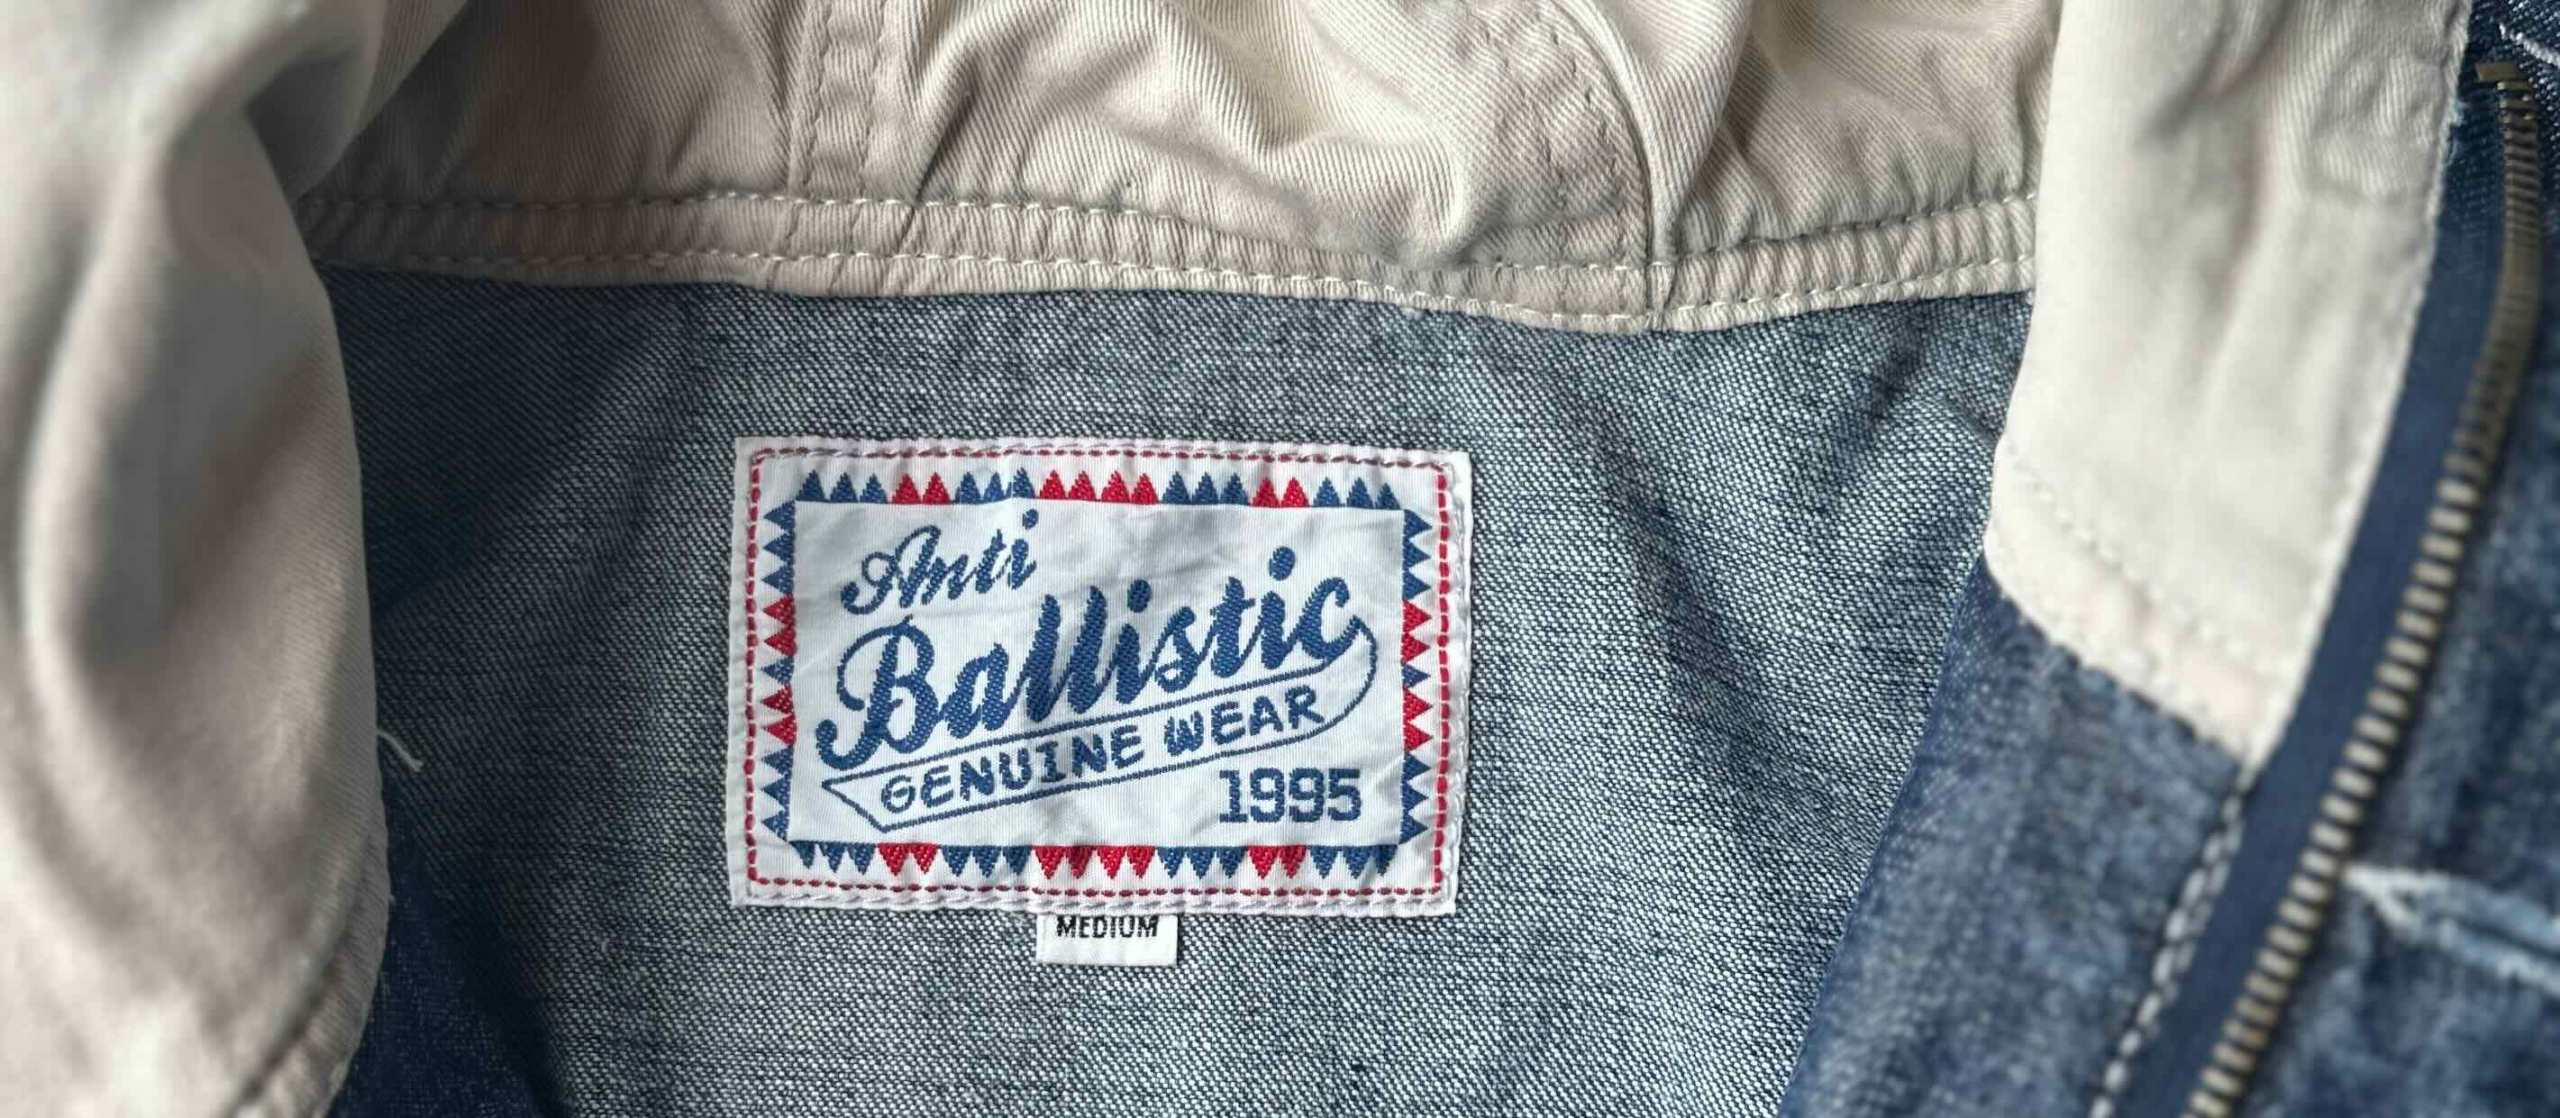 Anti
Ballistic
GENUINE WEAR
1995
MEDIUM